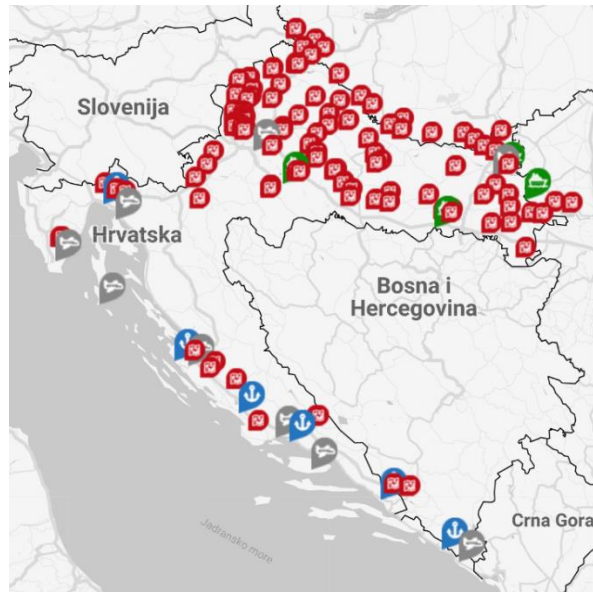 Slovenija
Hrvatska
Bosna i
Hercegovina
Crna Gora
Jadransko more